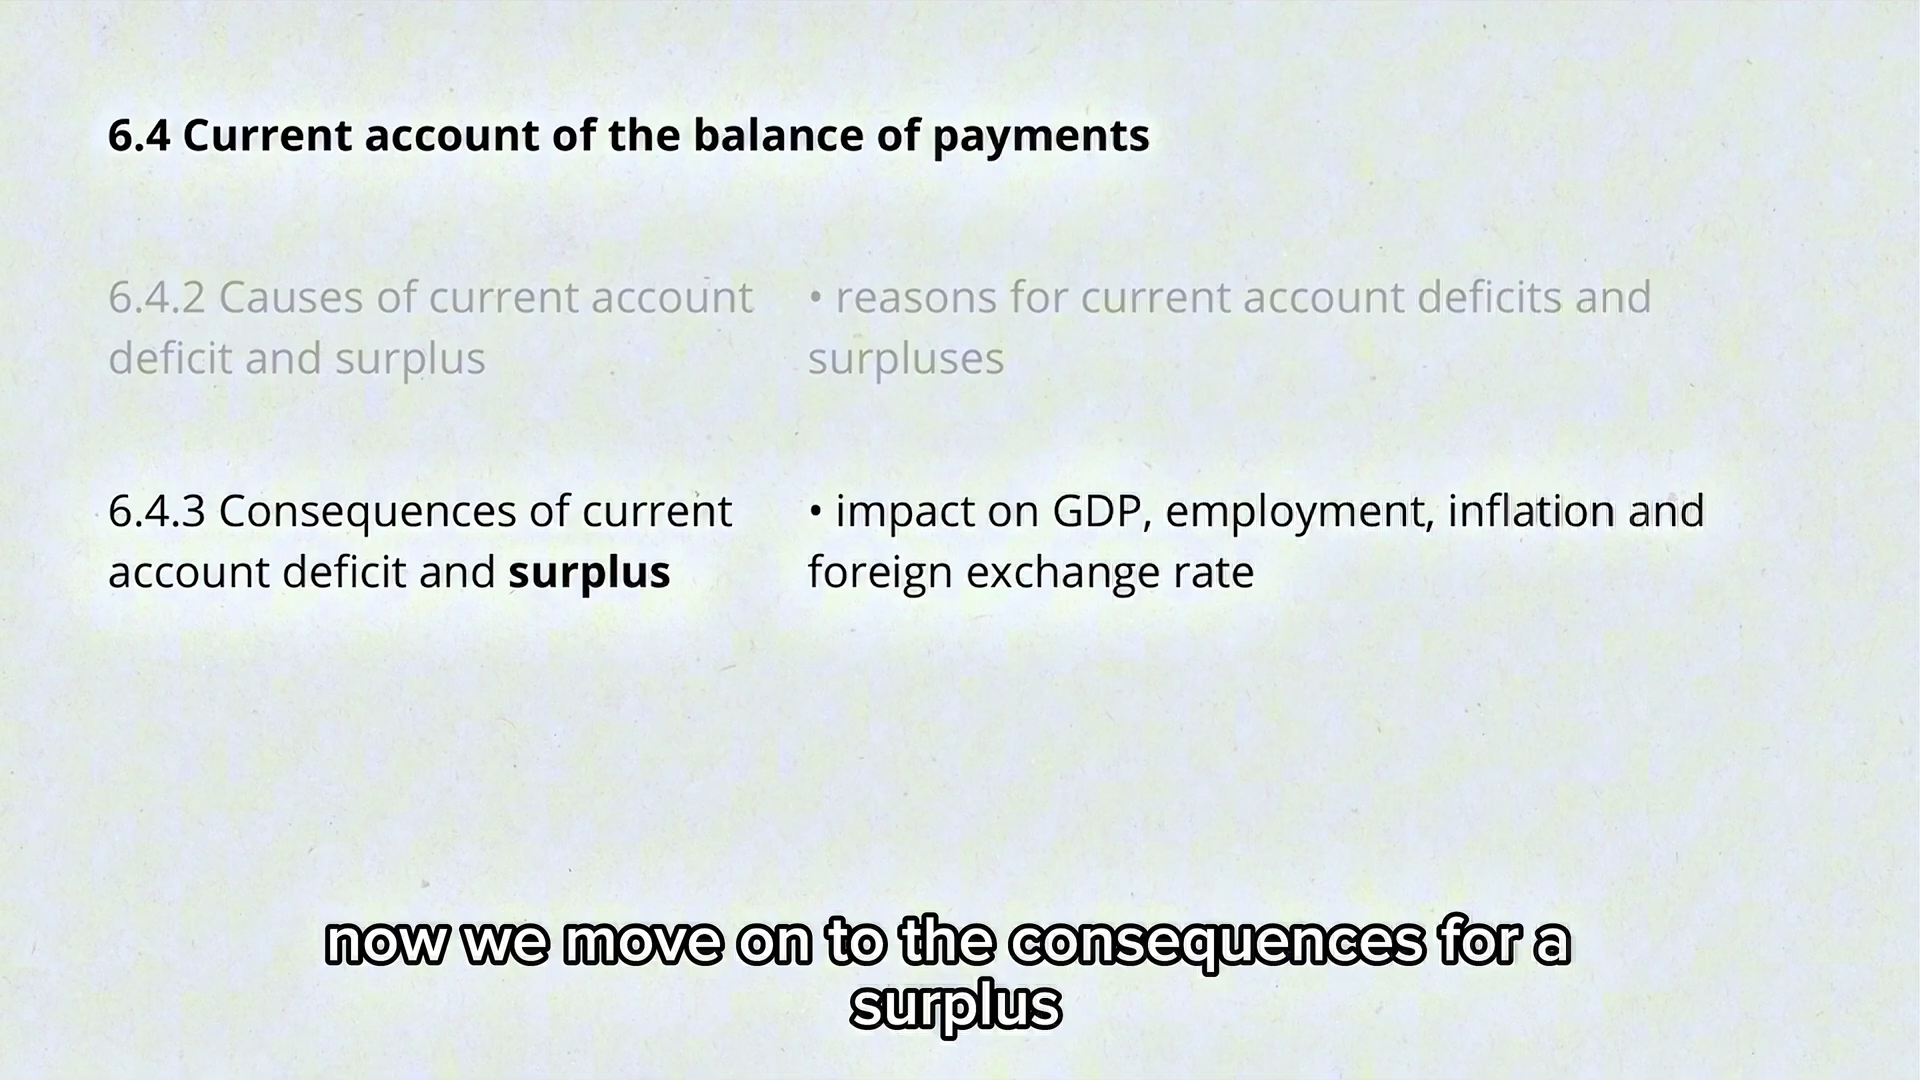 6.4 Current account of the balance of payments
6.4.2 Causes of current account
deficit and surplus
• reasons for current account deficits and
surpluses
6.4.3 Consequences of current
account deficit and surplus
• impact on GDP, employment, inflation and
foreign exchange rate
now we move on to the consequences for a
surplus